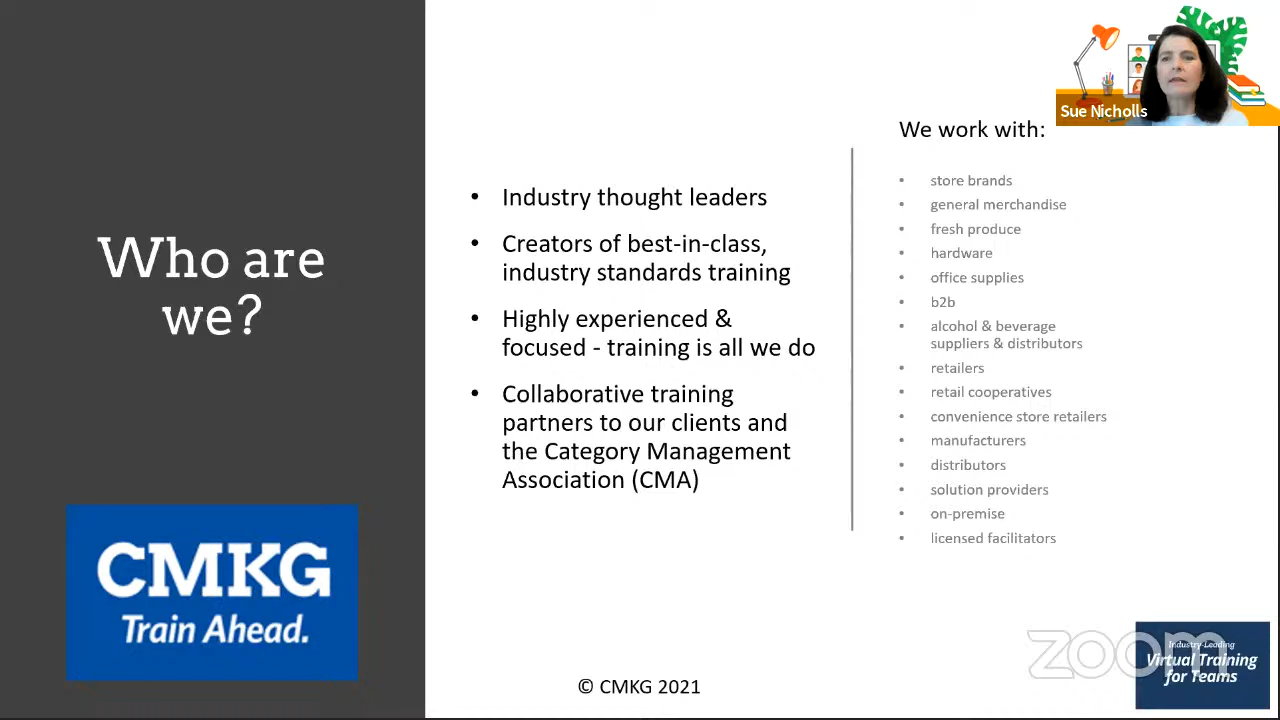 Who are
we?
CMKG
Train Ahead.
• Industry thought leaders
• Creators of best-in-class,
industry standards training
• Highly experienced &
focused - training is all we do
• Collaborative training
partners to our clients and
the Category Management
Association (CMA)
© CMKG 2021
Sue Nicholls
We work with:
• store brands
• general merchandise
• fresh produce
• hardware
• office supplies
• b2b
• alcohol & beverage
suppliers & distributors
• retailers
• retail cooperatives
• convenience store retailers
• manufacturers
• distributors
• solution providers
• on-premise
• licensed facilitators
zoom
Industry-Leading
Virtual Training
for Teams